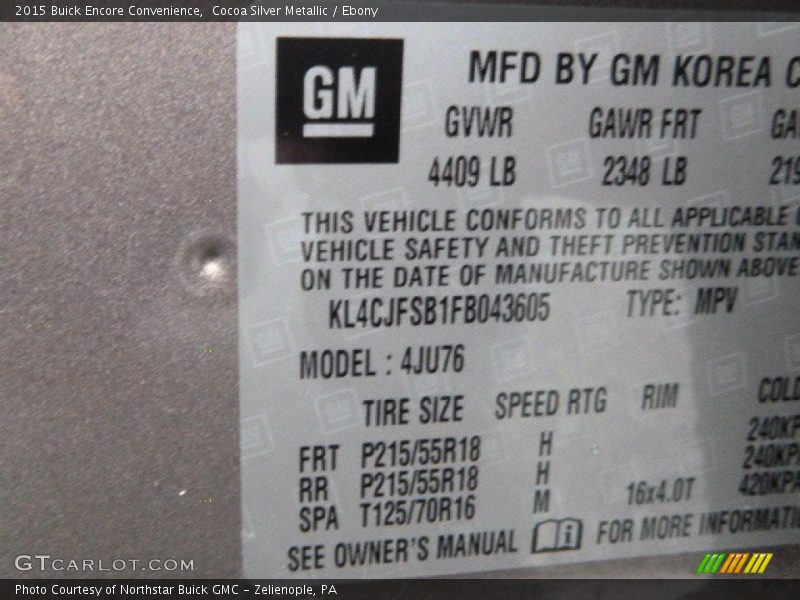 2015 Buick Encore Convenience, Cocoa Silver Metallic / Ebony
GM
MFD BY GM KOREA
GVWR GAWR FRT
4409 LB 2348 LB
THIS VEHICLE CONFORMS TO ALL APPLICABLE
VEHICLE SAFETY AND THEFT PREVENTION STAN
ON THE DATE OF MANUFACTURE SHOWN ABOVE
KL4CJFSB1FB043605 TYPE: MPV
MODEL : 4JU76
TIRE SIZE SPEED RTG RIM COLD
FRT P215/55R18 H 240KP
RR P215/55R18 H 240KP
SPA T125/70R16 M 16x4.0T 420KPA
SEE OWNER'S MANUAL FOR MORE INFORMATI
GTCARLOT.COM
Photo Courtesy of Northstar Buick GMC – Zelienople, PA